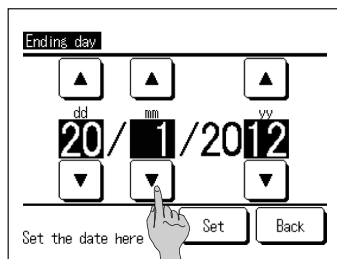 Ending day
dd mm yy
20/ 1/2012
Set the date here
Set Back